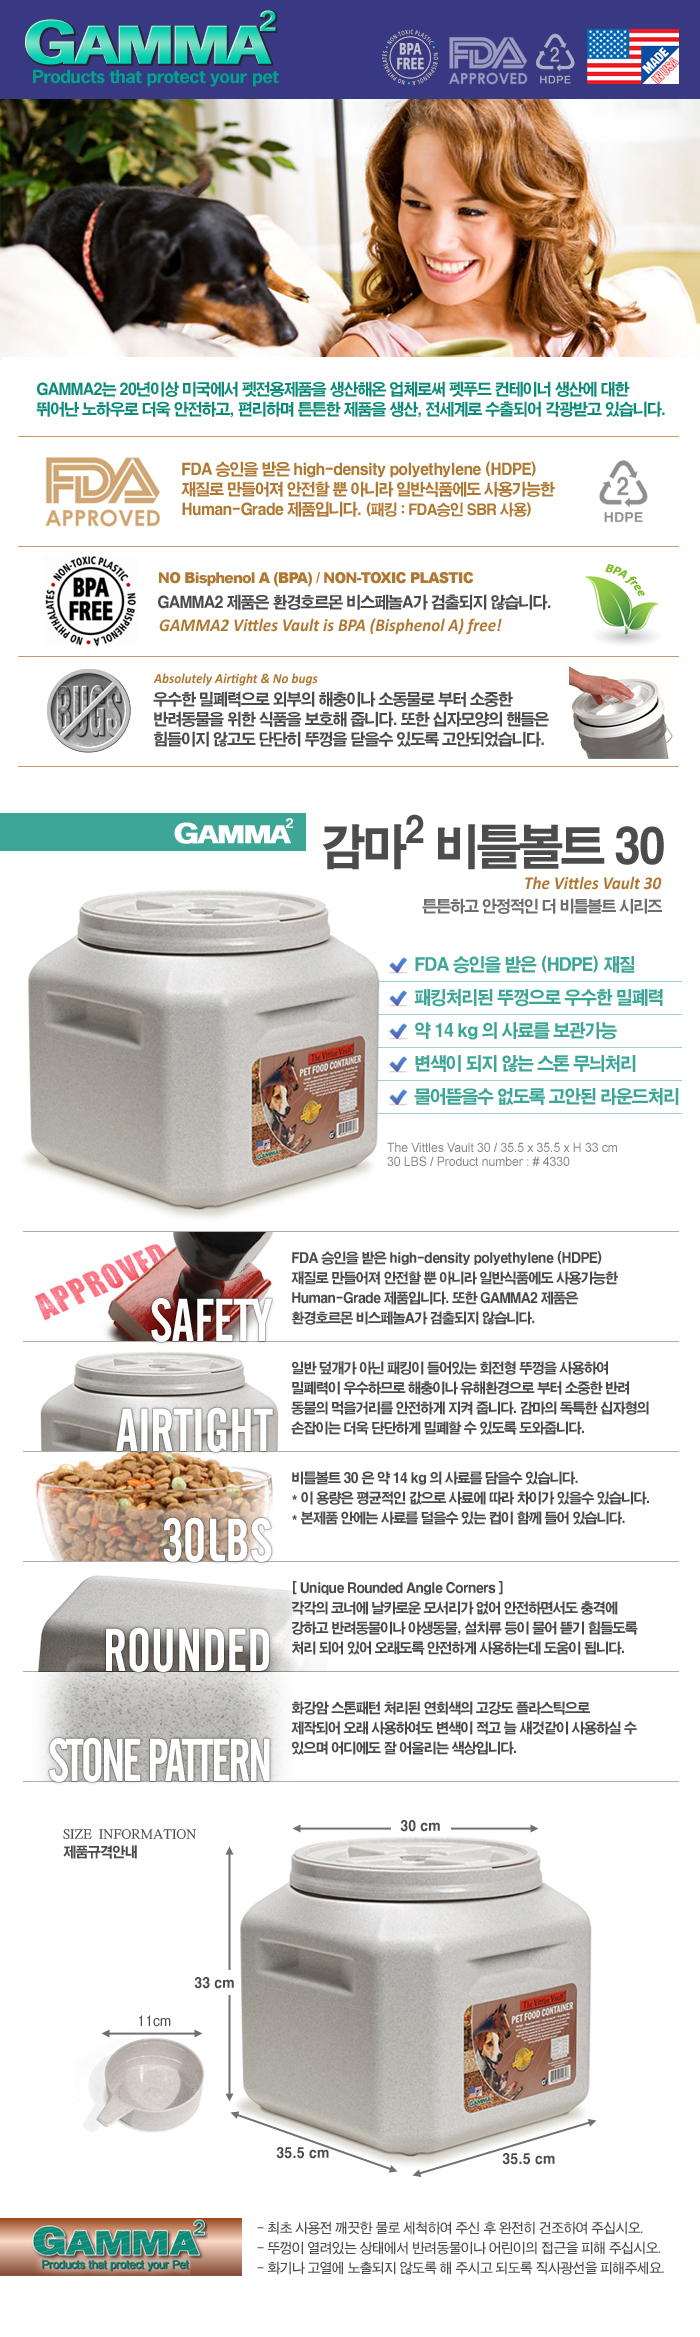 GAMMA2
Products that protect your pet
NON-TOXIC PLASTIC • NO BISPHENOL A • NO PHTHALATES •
BPA
FREE
FDA
APPROVED
2
HDPE
MADE
IN USA
GAMMA2는 20년이상 미국에서 펫전용제품을 생산해온 업체로써 펫푸드 컨테이너 생산에 대한
뛰어난 노하우로 더욱 안전하고, 편리하며 튼튼한 제품을 생산, 전세계로 수출되어 각광받고 있습니다.
FDA
APPROVED
FDA 승인을 받은 high-density polyethylene (HDPE)
재질로 만들어져 안전할 뿐 아니라 일반식품에도 사용가능한
Human-Grade 제품입니다. (패킹 : FDA승인 SBR 사용)
2
HDPE
NON-TOXIC PLASTIC • NO BISPHENOL A • NO PHTHALATES •
BPA
FREE
NO Bisphenol A (BPA) / NON-TOXIC PLASTIC
GAMMA2 제품은 환경호르몬 비스페놀A가 검출되지 않습니다.
GAMMA2 Vittles Vault is BPA (Bisphenol A) free!
BPA free
BUGS
Absolutely Airtight & No bugs
우수한 밀폐력으로 외부의 해충이나 소동물로 부터 소중한
반려동물을 위한 식품을 보호해 줍니다. 또한 십자모양의 핸들은
힘들이지 않고도 단단히 뚜껑을 닫을수 있도록 고안되었습니다.
GAMMA2
감마2 비틀볼트 30
The Vittles Vault 30
튼튼하고 안정적인 더 비틀볼트 시리즈
FDA 승인을 받은 (HDPE) 재질
패킹처리된 뚜껑으로 우수한 밀폐력
약 14 kg 의 사료를 보관가능
변색이 되지 않는 스톤 무늬처리
물어뜯을수 없도록 고안된 라운드처리
The Vittles Vault
PET FOOD CONTAINER
GAMMA2
The Vittles Vault 30 / 35.5 x 35.5 x H 33 cm
30 LBS / Product number : # 4330
APPROVED
SAFETY
FDA 승인을 받은 high-density polyethylene (HDPE)
재질로 만들어져 안전할 뿐 아니라 일반식품에도 사용가능한
Human-Grade 제품입니다. 또한 GAMMA2 제품은
환경호르몬 비스페놀A가 검출되지 않습니다.
AIRTIGHT
일반 덮개가 아닌 패킹이 들어있는 회전형 뚜껑을 사용하여
밀폐력이 우수하므로 해충이나 유해환경으로 부터 소중한 반려
동물의 먹을거리를 안전하게 지켜 줍니다. 감마의 독특한 십자형의
손잡이는 더욱 단단하게 밀폐할 수 있도록 도와줍니다.
30LBS
비틀볼트 30 은 약 14 kg 의 사료를 담을수 있습니다.
* 이 용량은 평균적인 값으로 사료에 따라 차이가 있을수 있습니다.
* 본제품 안에는 사료를 덜을수 있는 컵이 함께 들어 있습니다.
ROUNDED
[ Unique Rounded Angle Corners ]
각각의 코너에 날카로운 모서리가 없어 안전하면서도 충격에
강하고 반려동물이나 야생동물, 설치류 등이 물어 뜯기 힘들도록
처리 되어 있어 오래도록 안전하게 사용하는데 도움이 됩니다.
STONE PATTERN
화강암 스톤패턴 처리된 연회색의 고강도 플라스틱으로
제작되어 오래 사용하여도 변색이 적고 늘 새것같이 사용하실 수
있으며 어디에도 잘 어울리는 색상입니다.
SIZE INFORMATION
제품규격안내
30 cm
33 cm
11cm
The Vittles Vault
PET FOOD CONTAINER
GAMMA2
35.5 cm
35.5 cm
GAMMA2
Products that protect your Pet
- 최초 사용전 깨끗한 물로 세척하여 주신 후 완전히 건조하여 주십시오.
- 뚜껑이 열려있는 상태에서 반려동물이나 어린이의 접근을 피해 주십시오.
- 화기나 고열에 노출되지 않도록 해 주시고 되도록 직사광선을 피해주세요.